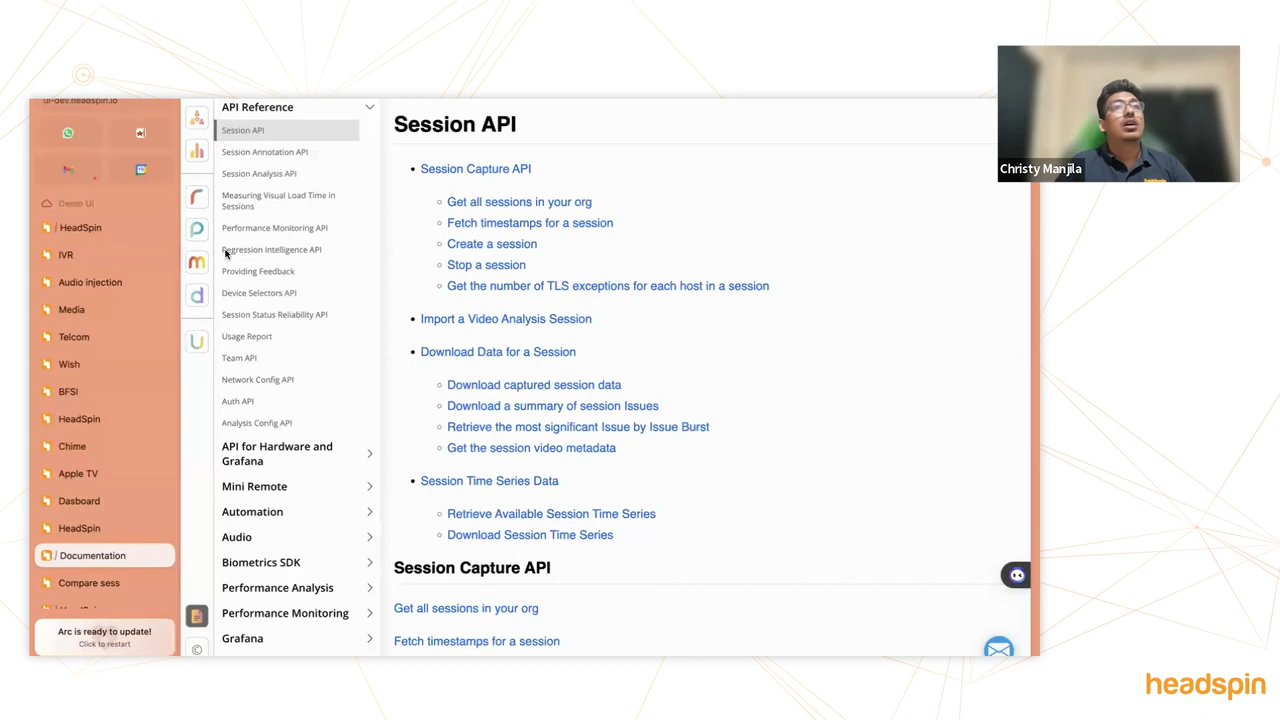 ui-dev.headspin.io
Demo Ui
/ HeadSpin
IVR
Audio injection
Media
Telcom
Wish
BFSI
HeadSpin
Chime
Apple TV
Dasboard
HeadSpin
/ Documentation
Compare sess
Arc is ready to update!
Click to restart
API Reference
Session API
Session Annotation API
Session Analysis API
Measuring Visual Load Time in
Sessions
Performance Monitoring API
Regression Intelligence API
Providing Feedback
Device Selectors API
Session Status Reliability API
Usage Report
Team API
Network Config API
Auth API
Analysis Config API
API for Hardware and
Grafana
Mini Remote
Automation
Audio
Biometrics SDK
Performance Analysis
Performance Monitoring
Grafana
Session API
• Session Capture API
◦ Get all sessions in your org
◦ Fetch timestamps for a session
◦ Create a session
◦ Stop a session
◦ Get the number of TLS exceptions for each host in a session
• Import a Video Analysis Session
• Download Data for a Session
◦ Download captured session data
◦ Download a summary of session Issues
◦ Retrieve the most significant Issue by Issue Burst
◦ Get the session video metadata
• Session Time Series Data
◦ Retrieve Available Session Time Series
◦ Download Session Time Series
Session Capture API
Get all sessions in your org
Fetch timestamps for a session
Christy Manjila
headspin